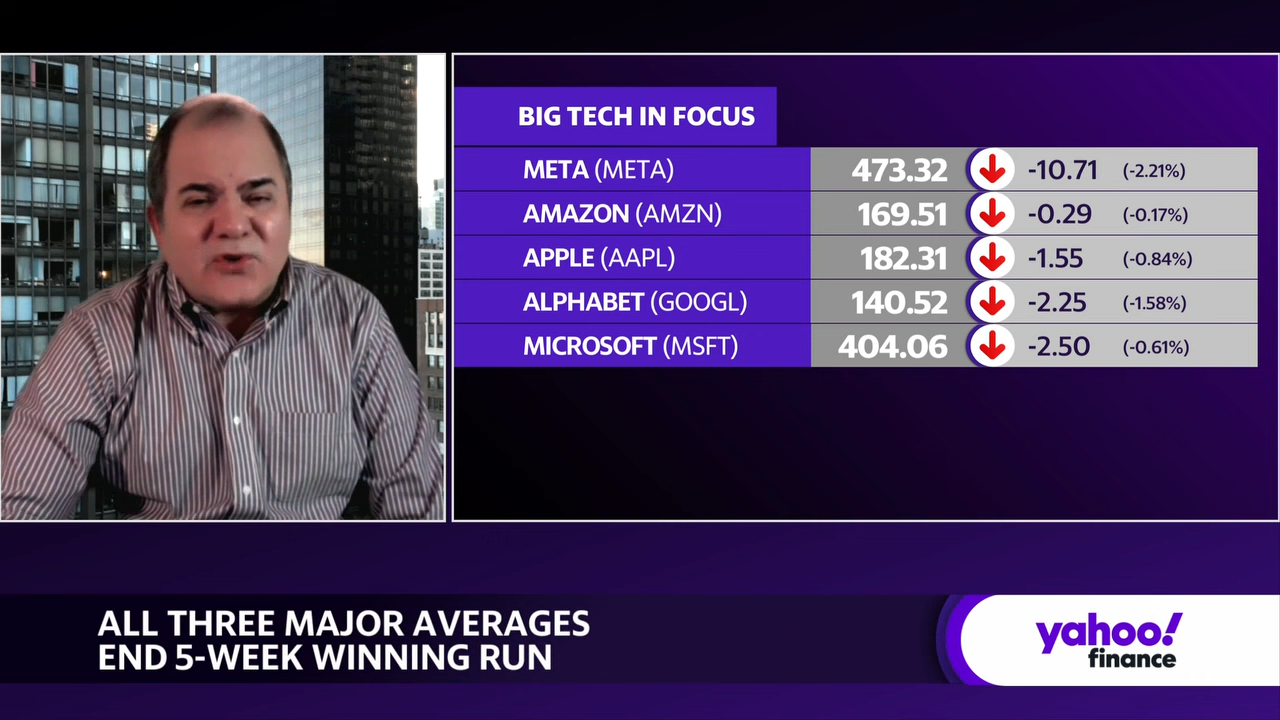 BIG TECH IN FOCUS
META (META) 473.32 -10.71 (-2.21%)
AMAZON (AMZN) 169.51 -0.29 (-0.17%)
APPLE (AAPL) 182.31 -1.55 (-0.84%)
ALPHABET (GOOGL) 140.52 -2.25 (-1.58%)
MICROSOFT (MSFT) 404.06 -2.50 (-0.61%)
ALL THREE MAJOR AVERAGES
END 5-WEEK WINNING RUN
yahoo!
finance